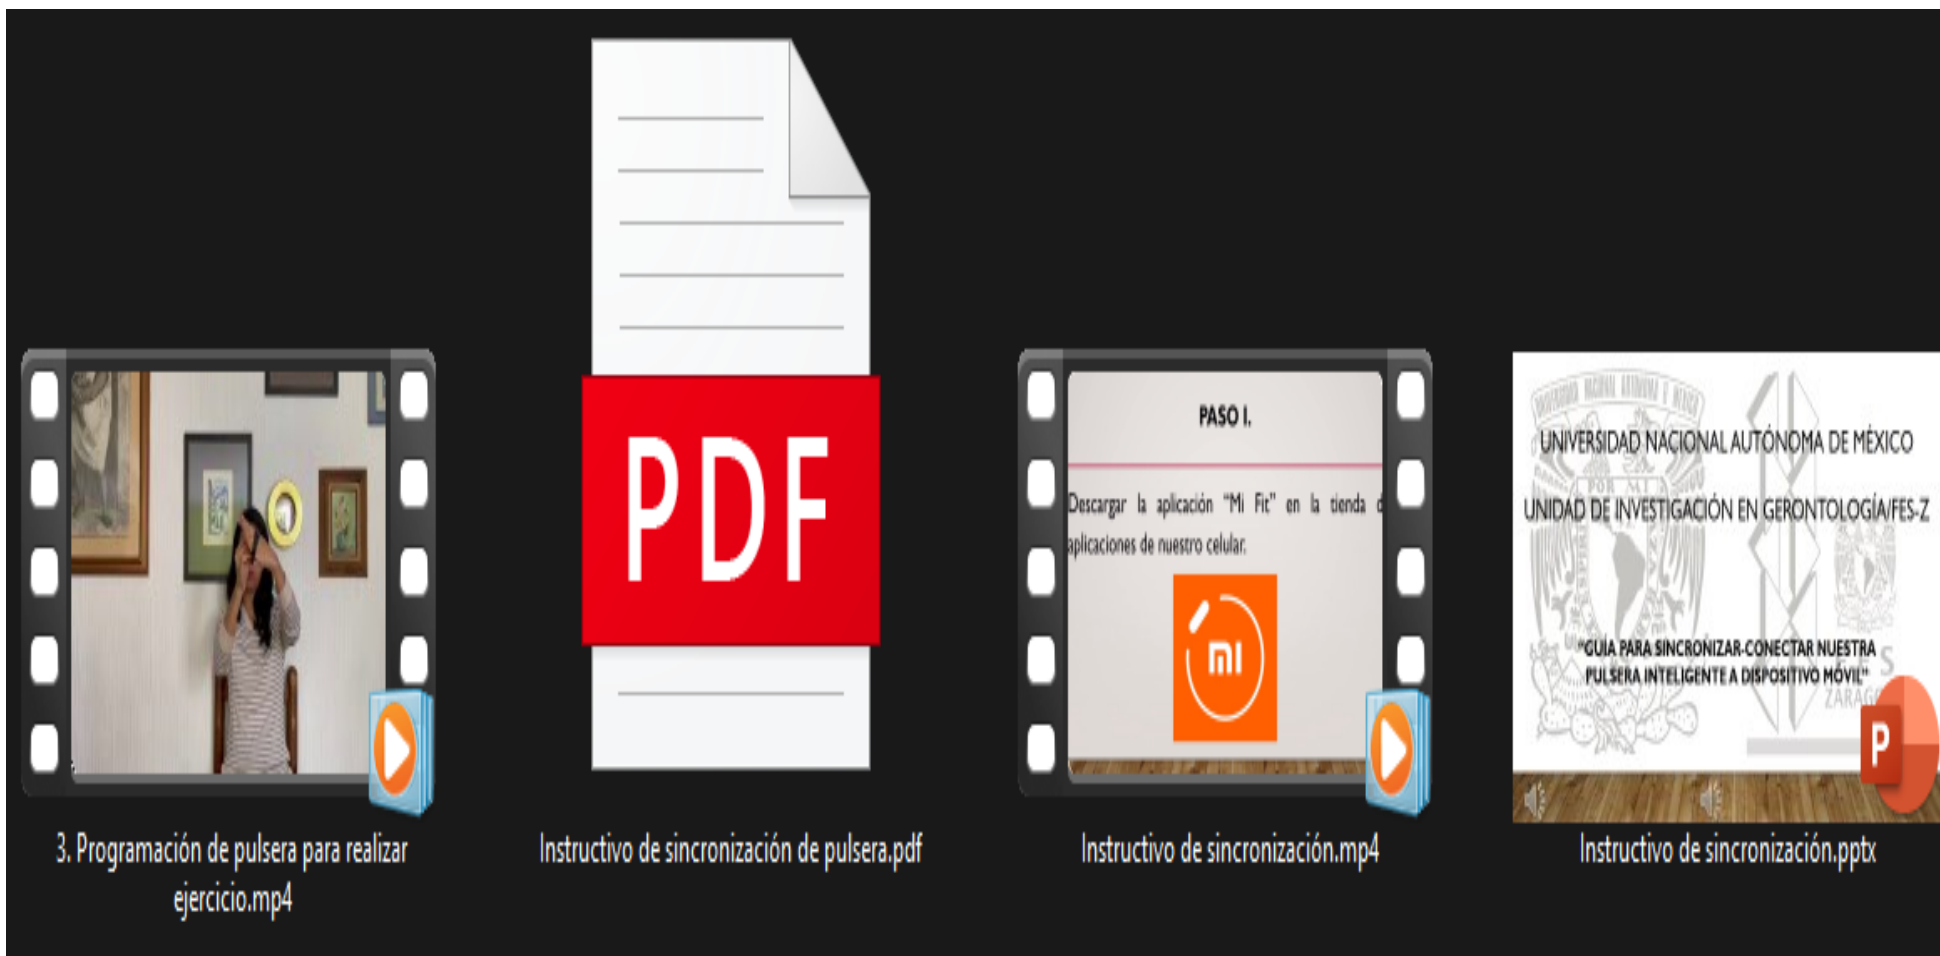 PDF
PASO I.
Descargar la aplicación "Mi Fit" en la tienda d
aplicaciones de nuestro celular.
MI
UNIVERSIDAD NACIONAL AUTÓNOMA DE MÉXICO
UNIDAD DE INVESTIGACIÓN EN GERONTOLOGÍA/FES-Z
"GUÍA PARA SINCRONIZAR-CONECTAR NUESTRA
PULSERA INTELIGENTE A DISPOSITIVO MÓVIL"
P
3. Programación de pulsera para realizar
ejercicio.mp4
Instructivo de sincronización de pulsera.pdf
Instructivo de sincronización.mp4
Instructivo de sincronización.pptx